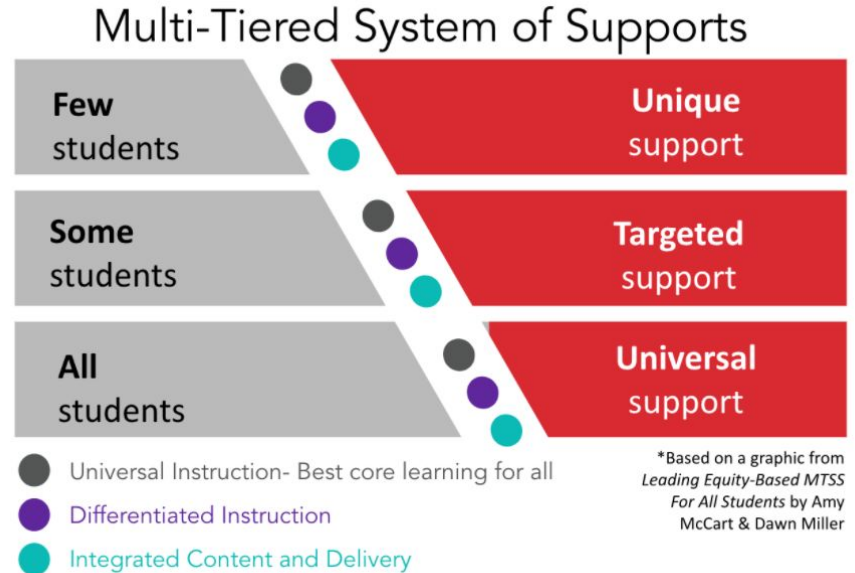 Multi-Tiered System of Supports
Few
students
Unique
support
Some
students
Targeted
support
All
students
Universal
support
Universal Instruction- Best core learning for all
Differentiated Instruction
Integrated Content and Delivery
*Based on a graphic from
Leading Equity-Based MTSS
For All Students by Amy
McCart & Dawn Miller